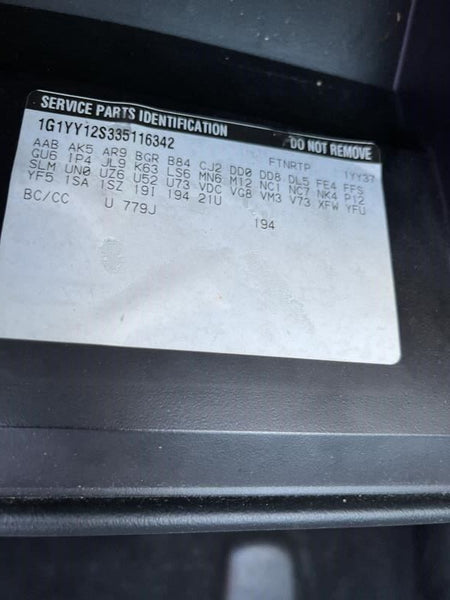 SERVICE PARTS IDENTIFICATION DO NOT REMOVE
1G1YY12S335116342 FTNRTP 1YY37
AAB AK5 AR9 BGR B84 CJ2 DD0 DD8 DL5 FE4 FFS
GU6 IP4 JL9 K63 LS6 MN6 M12 NC1 NC7 NK4 P12
SLM UN0 UZ6 U52 U73 VDC VG8 VM3 V73 XFW YFU
YF5 1SA 1SZ 19I 194 21U
BC/CC U 779J 194